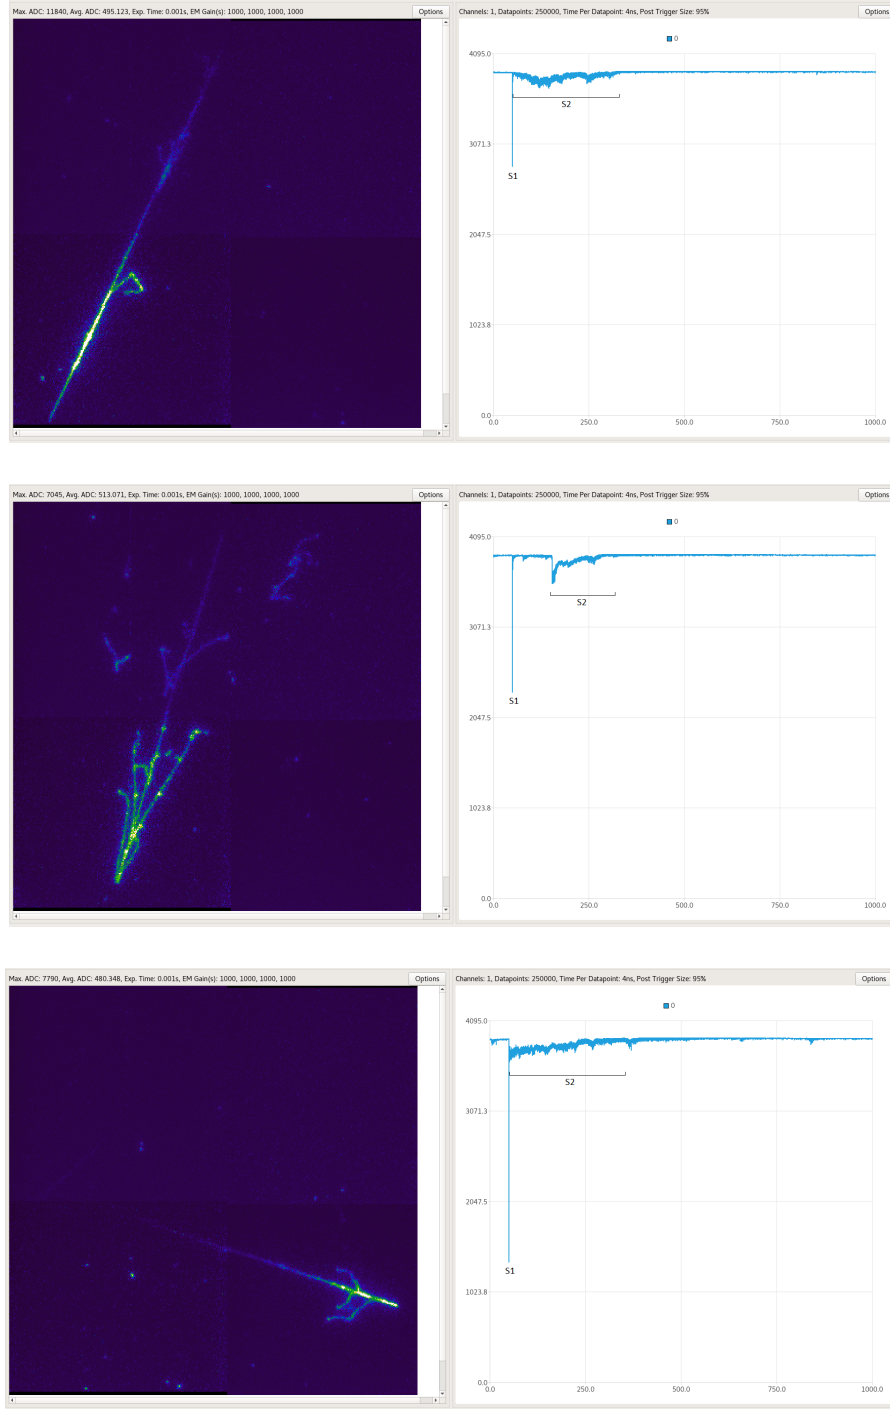 Max. ADC: 11840, Avg. ADC: 495.123, Exp. Time: 0.001s, EM Gain(s): 1000, 1000, 1000, 1000
Options
Channels: 1, Datapoints: 250000, Time Per Datapoint: 4ns, Post Trigger Size: 95%
Options
0
4095.0
3071.3
2047.5
1023.8
0.0
S2
S1
0.0 250.0 500.0 750.0 1000.0
Max. ADC: 7045, Avg. ADC: 513.071, Exp. Time: 0.001s, EM Gain(s): 1000, 1000, 1000, 1000
Options
Channels: 1, Datapoints: 250000, Time Per Datapoint: 4ns, Post Trigger Size: 95%
Options
0
4095.0
3071.3
2047.5
1023.8
0.0
S2
S1
0.0 250.0 500.0 750.0 1000.0
Max. ADC: 7790, Avg. ADC: 480.348, Exp. Time: 0.001s, EM Gain(s): 1000, 1000, 1000, 1000
Options
Channels: 1, Datapoints: 250000, Time Per Datapoint: 4ns, Post Trigger Size: 95%
Options
0
4095.0
3071.3
2047.5
1023.8
0.0
S2
S1
0.0 250.0 500.0 750.0 1000.0